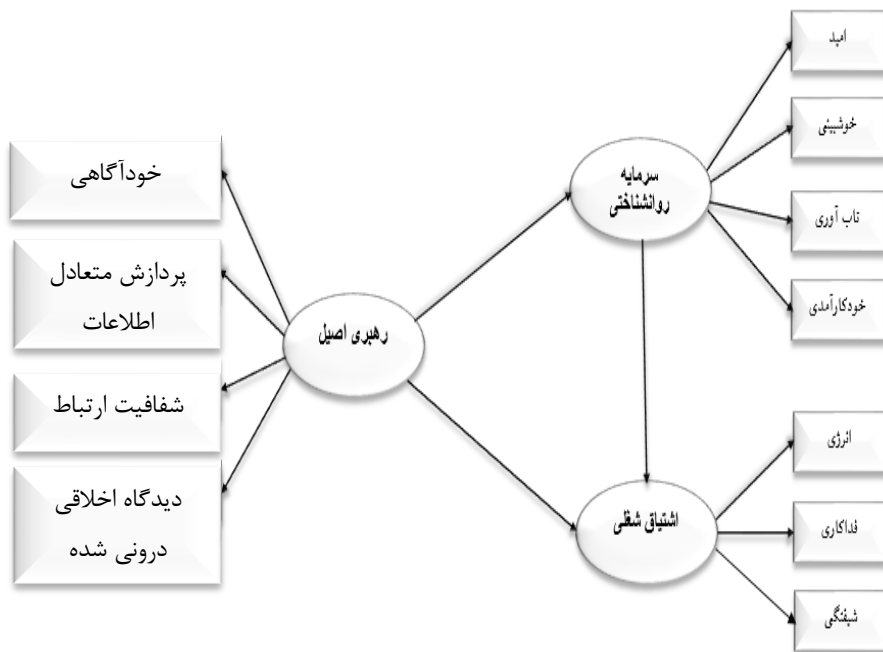 امید
خوشبینی
تاب آوری
خودکارآمدی
سرمایه
روانشناختی
خودآگاهی
پردازش متعادل
اطلاعات
شفافیت ارتباط
دیدگاه اخلاقی
درونی شده
رهبری اصیل
اشتیاق شغلی
انرژی
فداکاری
شیفتگی